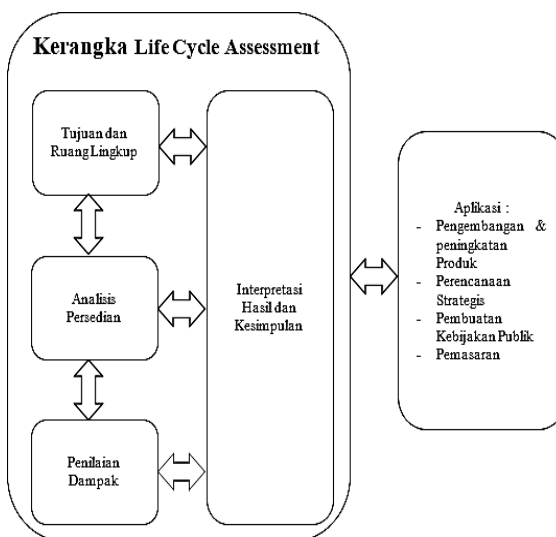 Kerangka Life Cycle Assessment
Tujuan dan
Ruang Lingkup
Analisis
Persedian
Penilaian
Dampak
Interpretasi
Hasil dan
Kesimpulan
Aplikasi :
- Pengembangan &
peningkatan
Produk
- Perencanaan
Strategis
- Pembuatan
Kebijakan Publik
- Pemasaran